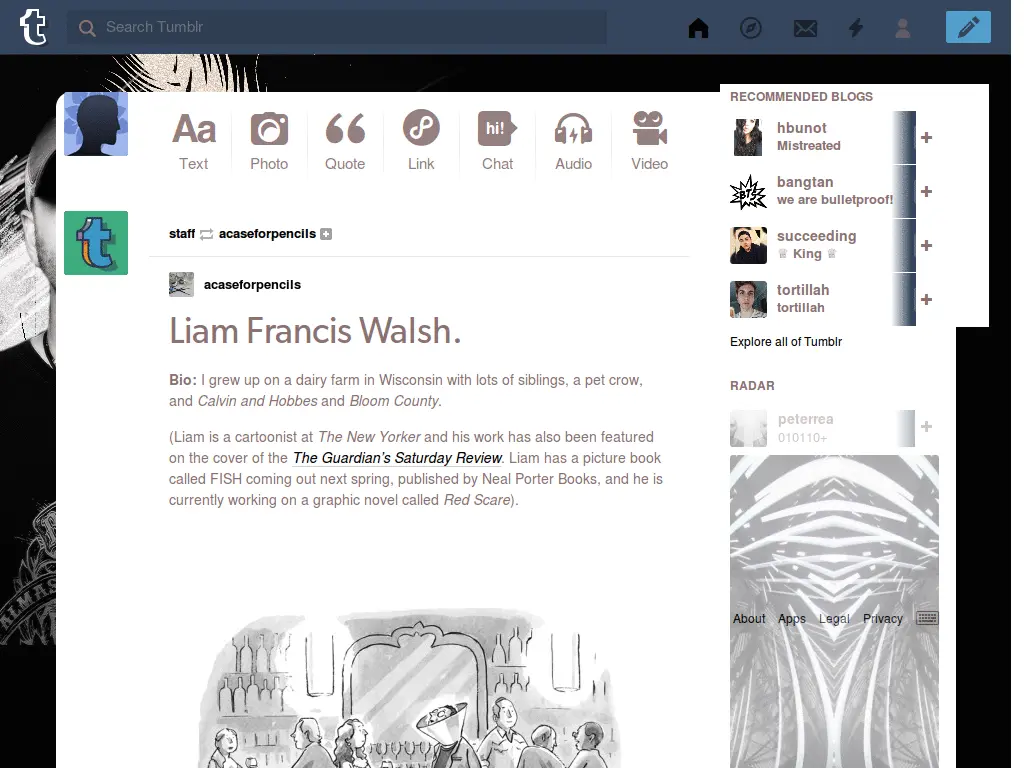 Search Tumblr
Aa
hi!
Text
Photo
Quote
Link
Chat
Audio
Video
staff acaseforpencils
acaseforpencils
Liam Francis Walsh.
Bio: I grew up on a dairy farm in Wisconsin with lots of siblings, a pet crow,
and Calvin and Hobbes and Bloom County.
(Liam is a cartoonist at The New Yorker and his work has also been featured
on the cover of the The Guardian’s Saturday Review. Liam has a picture book
called FISH coming out next spring, published by Neal Porter Books, and he is
currently working on a graphic novel called Red Scare).
RECOMMENDED BLOGS
hbunot
Mistreated
BTS
bangtan
we are bulletproof!
succeeding
♕ King ♕
tortillah
tortillah
Explore all of Tumblr
RADAR
peterrea
010110+
About Apps Legal Privacy